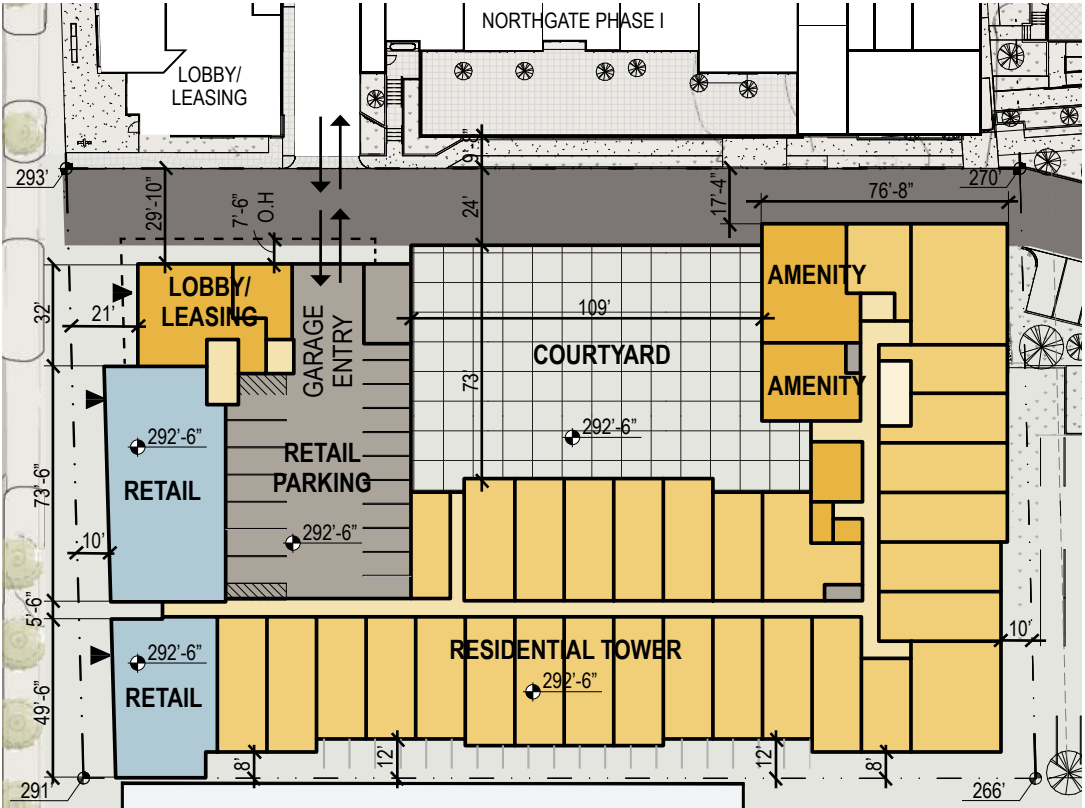 NORTHGATE PHASE I
LOBBY/
LEASING
9'-8"
293'
270'
29'-10"
7'-6"
O.H
24'
17'-4"
76'-8"
LOBBY/
LEASING
AMENITY
32'
21'
GARAGE
ENTRY
109'
COURTYARD
73'
AMENITY
292'-6"
292'-6"
RETAIL
PARKING
RETAIL
73'-6"
292'-6"
10'
5'-6"
10'
RESIDENTIAL TOWER
292'-6"
292'-6"
RETAIL
49'-6"
8'
12'
12'
8'
291'
266'